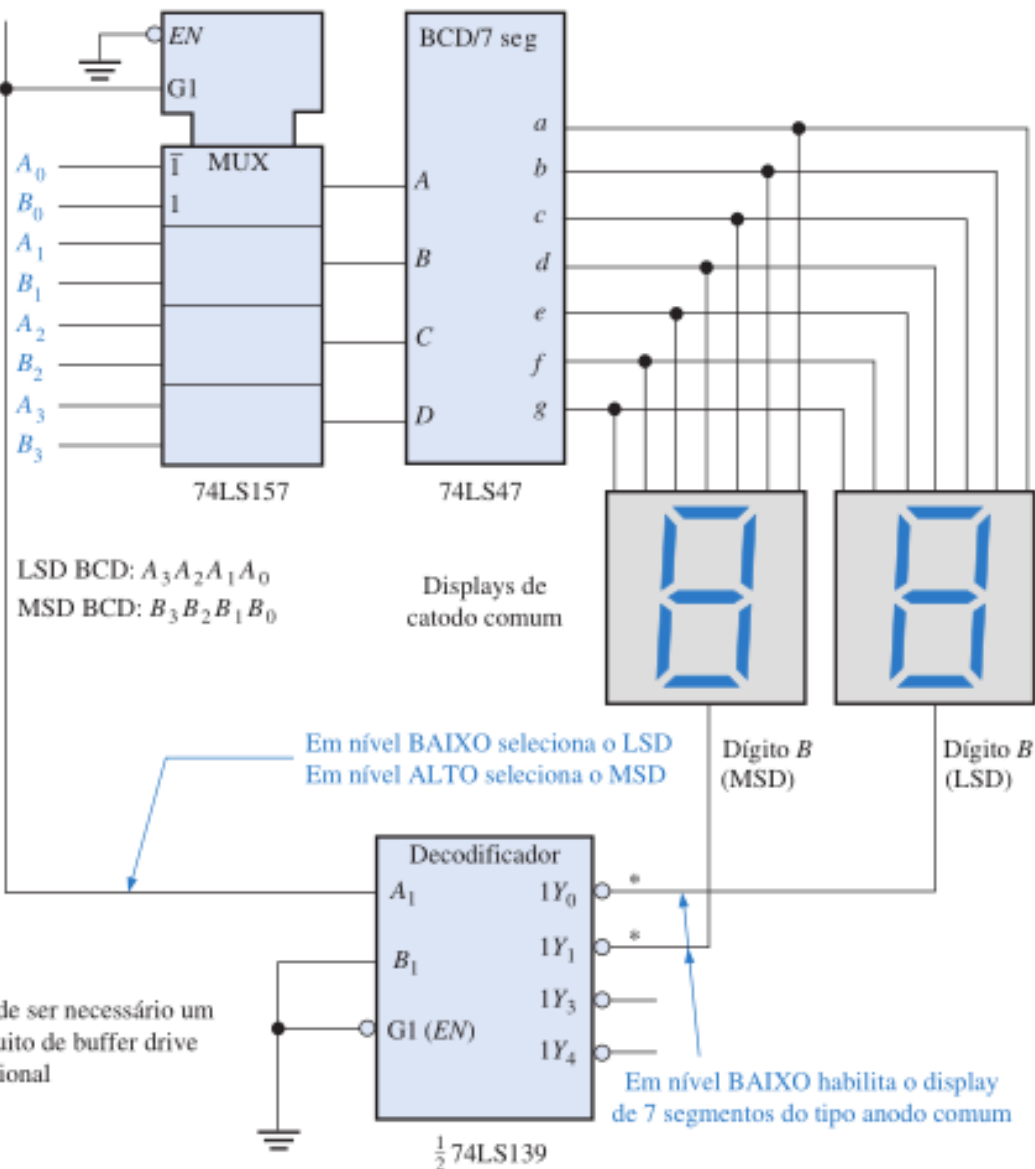 EN
G1
BCD/7 seg
a
A₀
1̅ MUX
b
B₀
1
A
c
A₁
B₁
B
d
A₂
e
B₂
C
f
A₃
D
g
B₃
74LS157
74LS47
LSD BCD: A₃A₂A₁A₀
MSD BCD: B₃B₂B₁B₀
Displays de
catodo comum
Em nível BAIXO seleciona o LSD
Em nível ALTO seleciona o MSD
Dígito B
(MSD)
Dígito B
(LSD)
Decodificador
A₁
1Y₀
*
B₁
1Y₁
*
G1 (EN)
1Y₃
1Y₄
de ser necessário um
uito de buffer drive
ional
Em nível BAIXO habilita o display
de 7 segmentos do tipo anodo comum
½ 74LS139